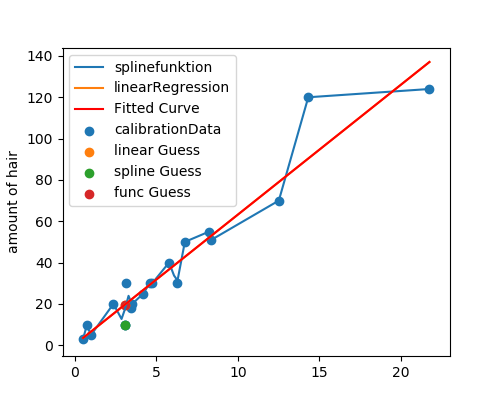 140
120
100
80
60
40
20
0
amount of hair
splinefunktion
linearRegression
Fitted Curve
calibrationData
linear Guess
spline Guess
func Guess
0 5 10 15 20